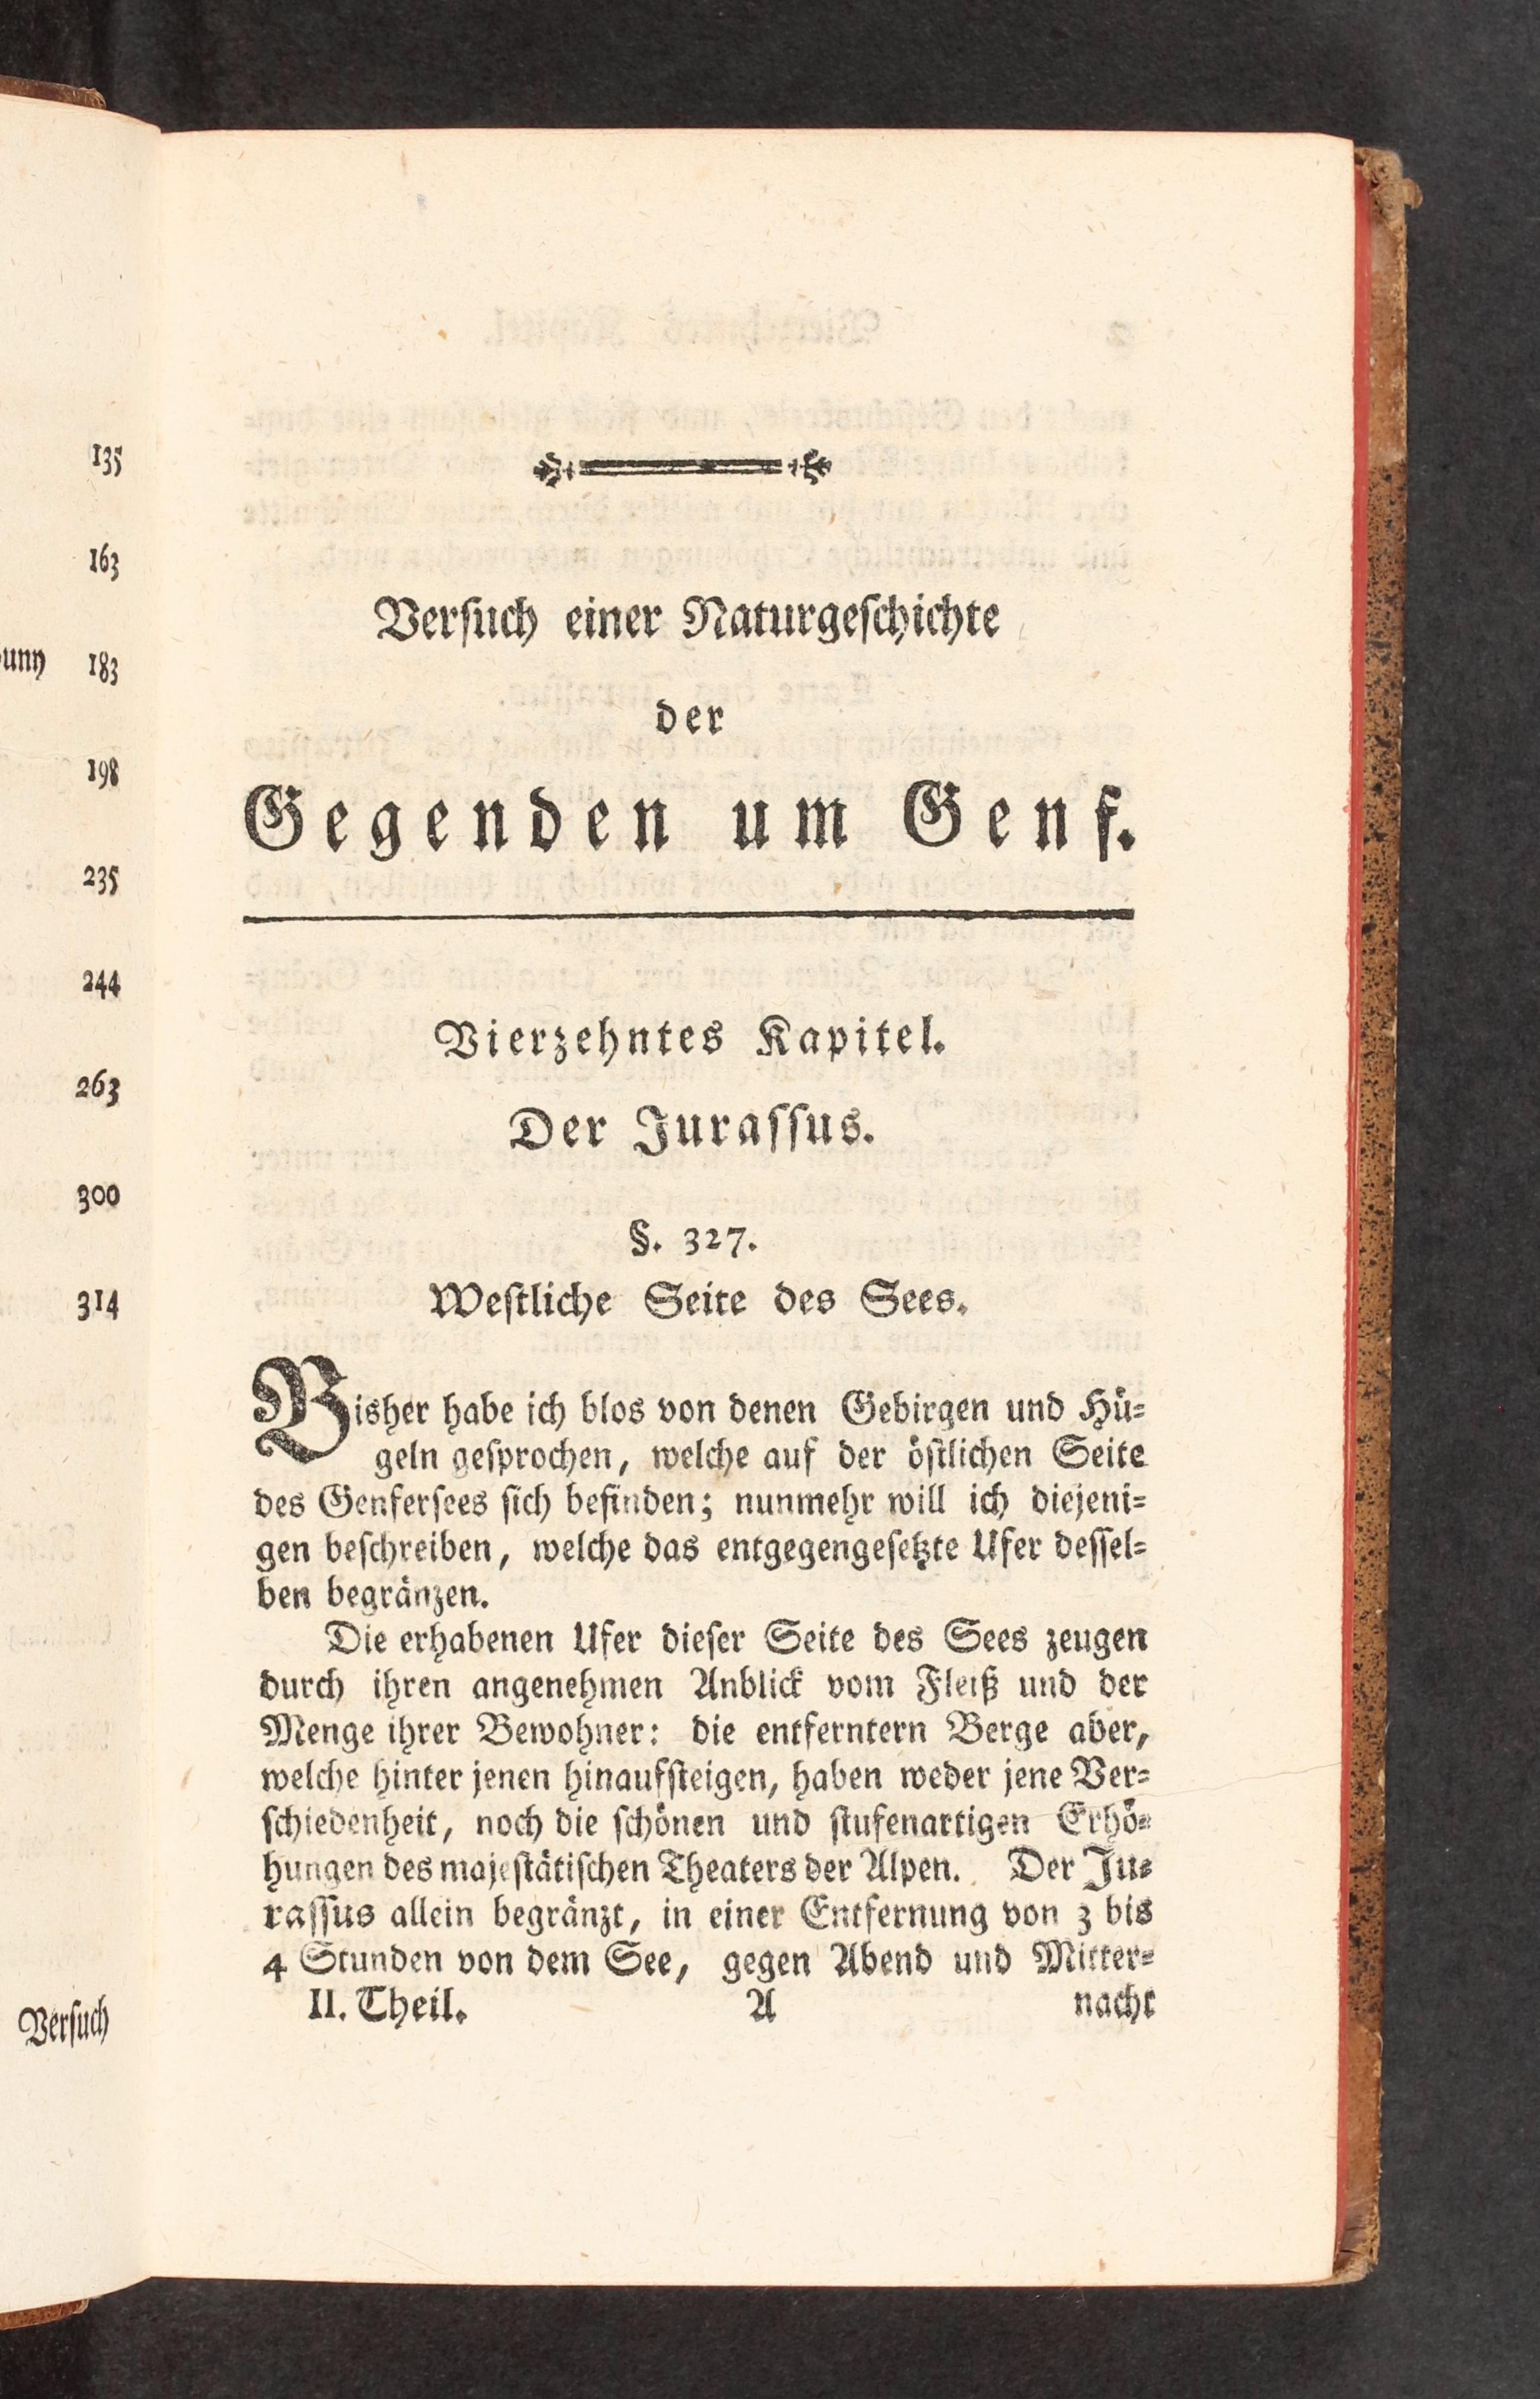 135
163
183
198
235
244
263
300
314
Versuch
Versuch einer Naturgeschichte
der
Gegenden um Genf.
Vierzehntes Kapitel.
Der Jurassus.
§. 327.
Westliche Seite des Sees.
Bisher habe ich blos von denen Gebirgen und Hü-
geln gesprochen, welche auf der östlichen Seite
des Genfersees sich befinden; nunmehr will ich diejeni-
gen beschreiben, welche das entgegengesetzte Ufer dessel-
ben begränzen.
Die erhabenen Ufer dieser Seite des Sees zeugen
durch ihren angenehmen Anblick vom Fleiß und der
Menge ihrer Bewohner: die entferntern Berge aber,
welche hinter jenen hinaufsteigen, haben weder jene Ver-
schiedenheit, noch die schönen und stufenartigen Erhö-
hungen des majestätischen Theaters der Alpen. Der Ju-
rassus allein begränzt, in einer Entfernung von 3 bis
4 Stunden von dem See, gegen Abend und Mitter-
II. Theil. A nacht